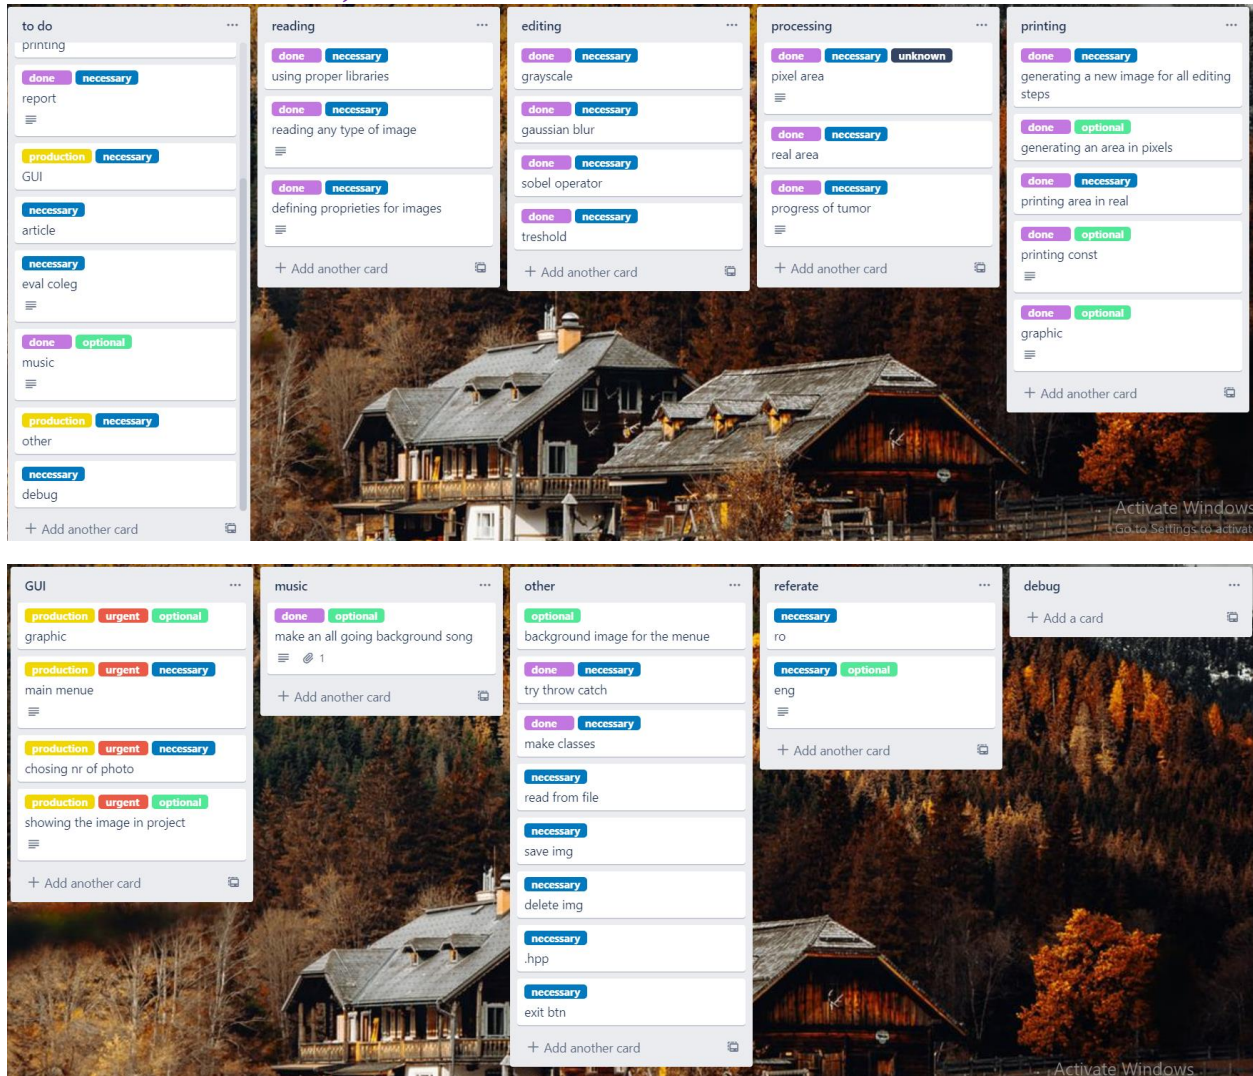 to do
printing
done necessary
report
production necessary
GUI
necessary
article
necessary
eval coleg
done optional
music
production necessary
other
necessary
debug
+ Add another card
reading
done necessary
using proper libraries
done necessary
reading any type of image
done necessary
defining proprieties for images
+ Add another card
editing
done necessary
grayscale
done necessary
gaussian blur
done necessary
sobel operator
done necessary
treshold
+ Add another card
processing
done necessary unknown
pixel area
done necessary
real area
done necessary
progress of tumor
+ Add another card
printing
done necessary
generating a new image for all editing
steps
done optional
generating an area in pixels
done necessary
printing area in real
done optional
printing const
done optional
graphic
+ Add another card
Activate Windows
Go to Settings to activat
GUI
production urgent optional
graphic
production urgent necessary
main menue
production urgent necessary
chosing nr of photo
production urgent optional
showing the image in project
+ Add another card
music
done optional
make an all going background song
1
+ Add another card
other
optional
background image for the menue
done necessary
try throw catch
done necessary
make classes
necessary
read from file
necessary
save img
necessary
delete img
necessary
.hpp
necessary
exit btn
+ Add another card
referate
necessary
ro
necessary optional
eng
+ Add another card
debug
+ Add a card
Activate Windows